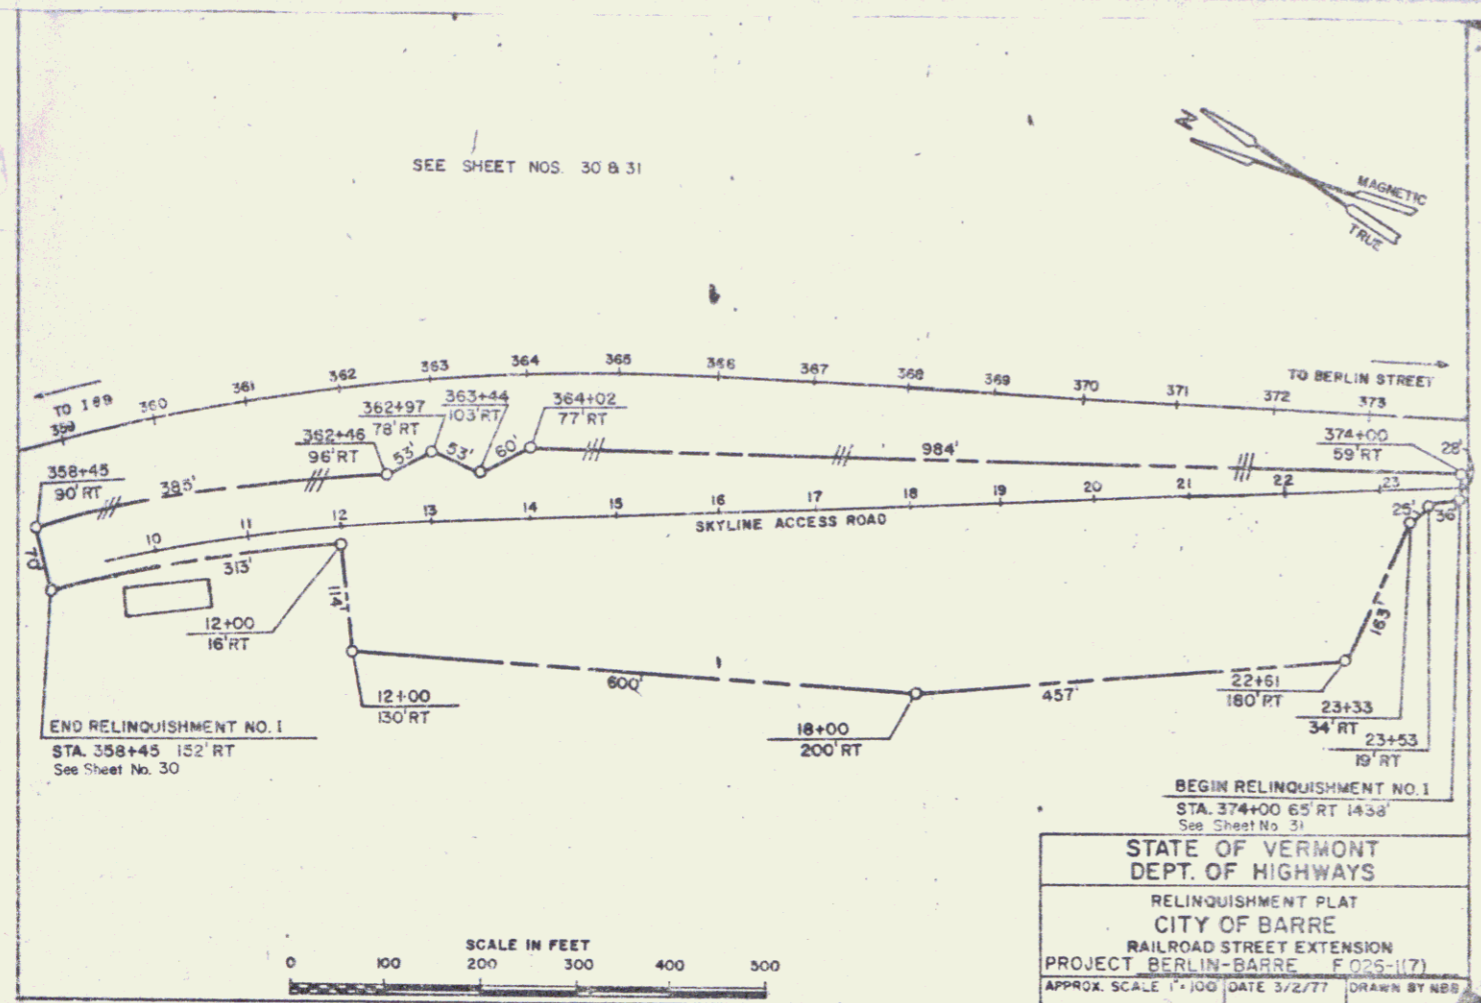 SEE SHEET NOS. 30 & 31
N
MAGNETIC
TRUE
TO I 89
TO BERLIN STREET
359
360
361
362
363
364
365
366
367
368
369
370
371
372
373
358+45
90'RT
385'
362+46
96'RT
53'
362+97
78'RT
53'
363+44
103'RT
60'
364+02
77'RT
984'
374+00
59'RT
28'
10
11
12
13
14
15
16
17
18
19
20
21
22
23
SKYLINE ACCESS ROAD
70'
313'
12+00
16'RT
114'
12+00
130'RT
600'
18+00
200'RT
457'
22+61
180'RT
163'
23+33
34'RT
25'
23+53
19'RT
36'
END RELINQUISHMENT NO. I
STA. 358+45 152'RT
See Sheet No. 30
BEGIN RELINQUISHMENT NO. I
STA. 374+00 65'RT 1438'
See Sheet No 31
STATE OF VERMONT
DEPT. OF HIGHWAYS
RELINQUISHMENT PLAT
CITY OF BARRE
RAILROAD STREET EXTENSION
PROJECT BERLIN-BARRE F 026-1(7)
APPROX. SCALE 1"=100' DATE 3/2/77 DRAWN BY NBB
SCALE IN FEET
0 100 200 300 400 500